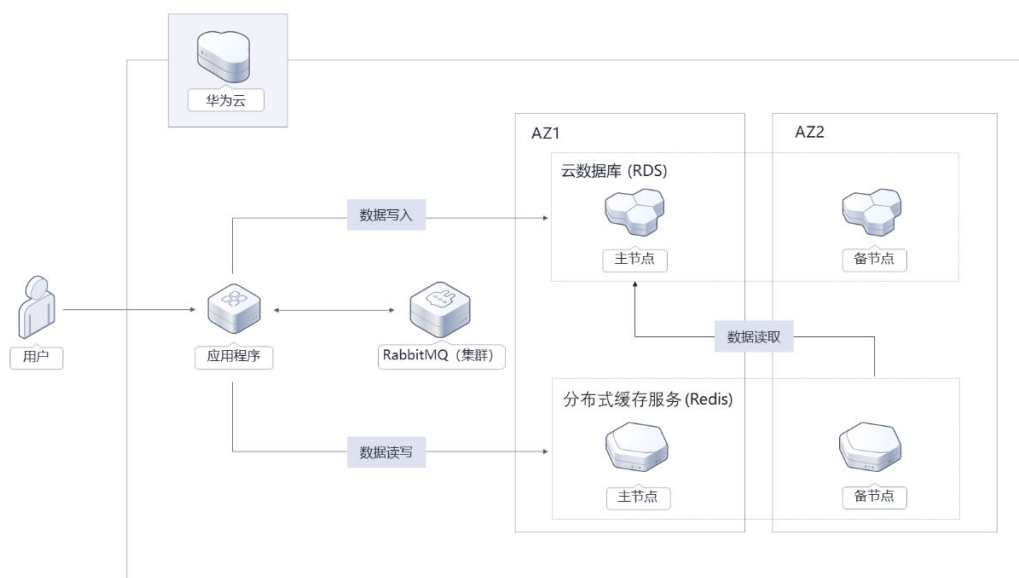 华为云
AZ1
AZ2
云数据库 (RDS)
数据写入
主节点
备节点
用户
应用程序
RabbitMQ（集群）
数据读取
分布式缓存服务(Redis)
数据读写
主节点
备节点